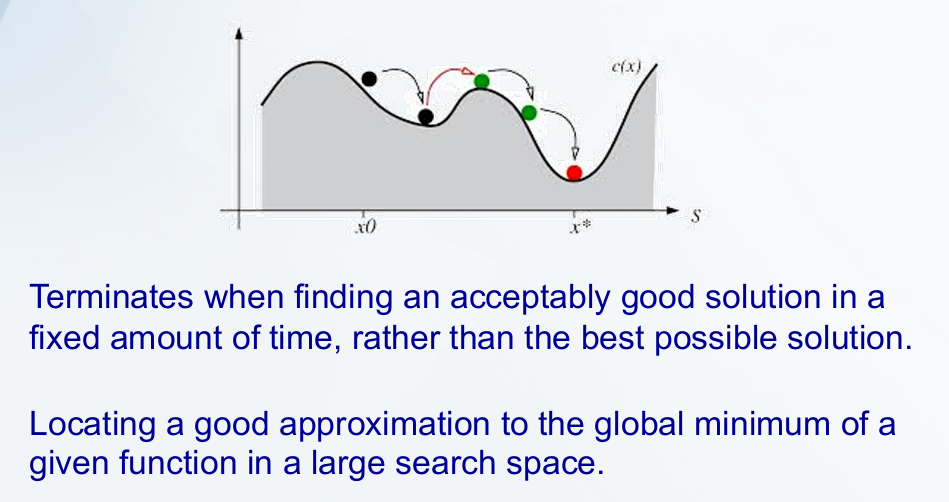 c(x)
S
x0
x*
Terminates when finding an acceptably good solution in a
fixed amount of time, rather than the best possible solution.
Locating a good approximation to the global minimum of a
given function in a large search space.